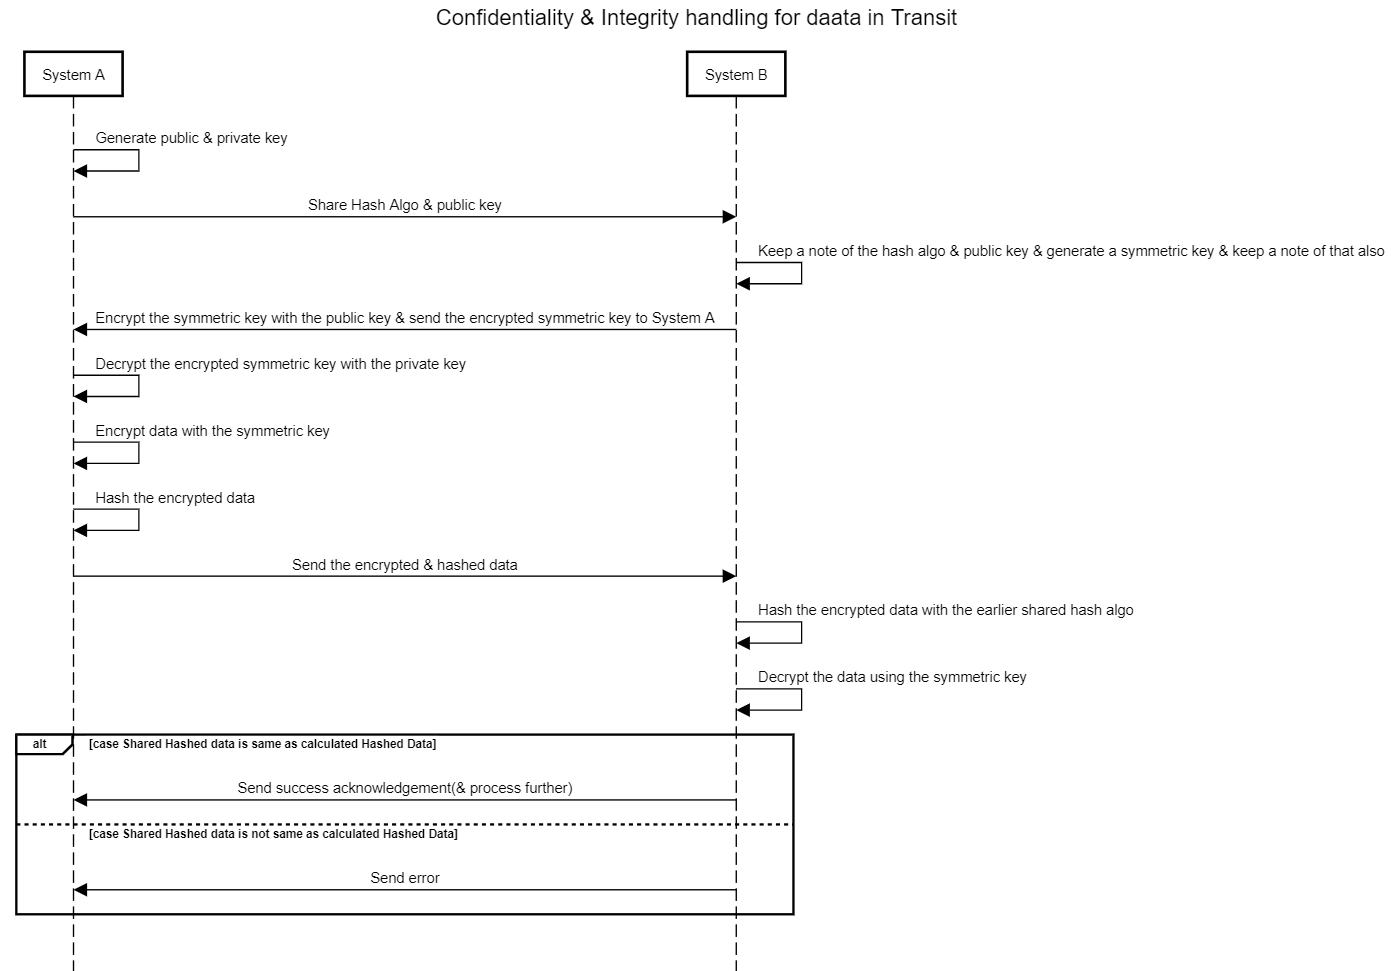 Confidentiality & Integrity handling for daata in Transit
System A
System B
Generate public & private key
Share Hash Algo & public key
Keep a note of the hash algo & public key & generate a symmetric key & keep a note of that also
Encrypt the symmetric key with the public key & send the encrypted symmetric key to System A
Decrypt the encrypted symmetric key with the private key
Encrypt data with the symmetric key
Hash the encrypted data
Send the encrypted & hashed data
Hash the encrypted data with the earlier shared hash algo
Decrypt the data using the symmetric key
alt
[case Shared Hashed data is same as calculated Hashed Data]
Send success acknowledgement(& process further)
[case Shared Hashed data is not same as calculated Hashed Data]
Send error